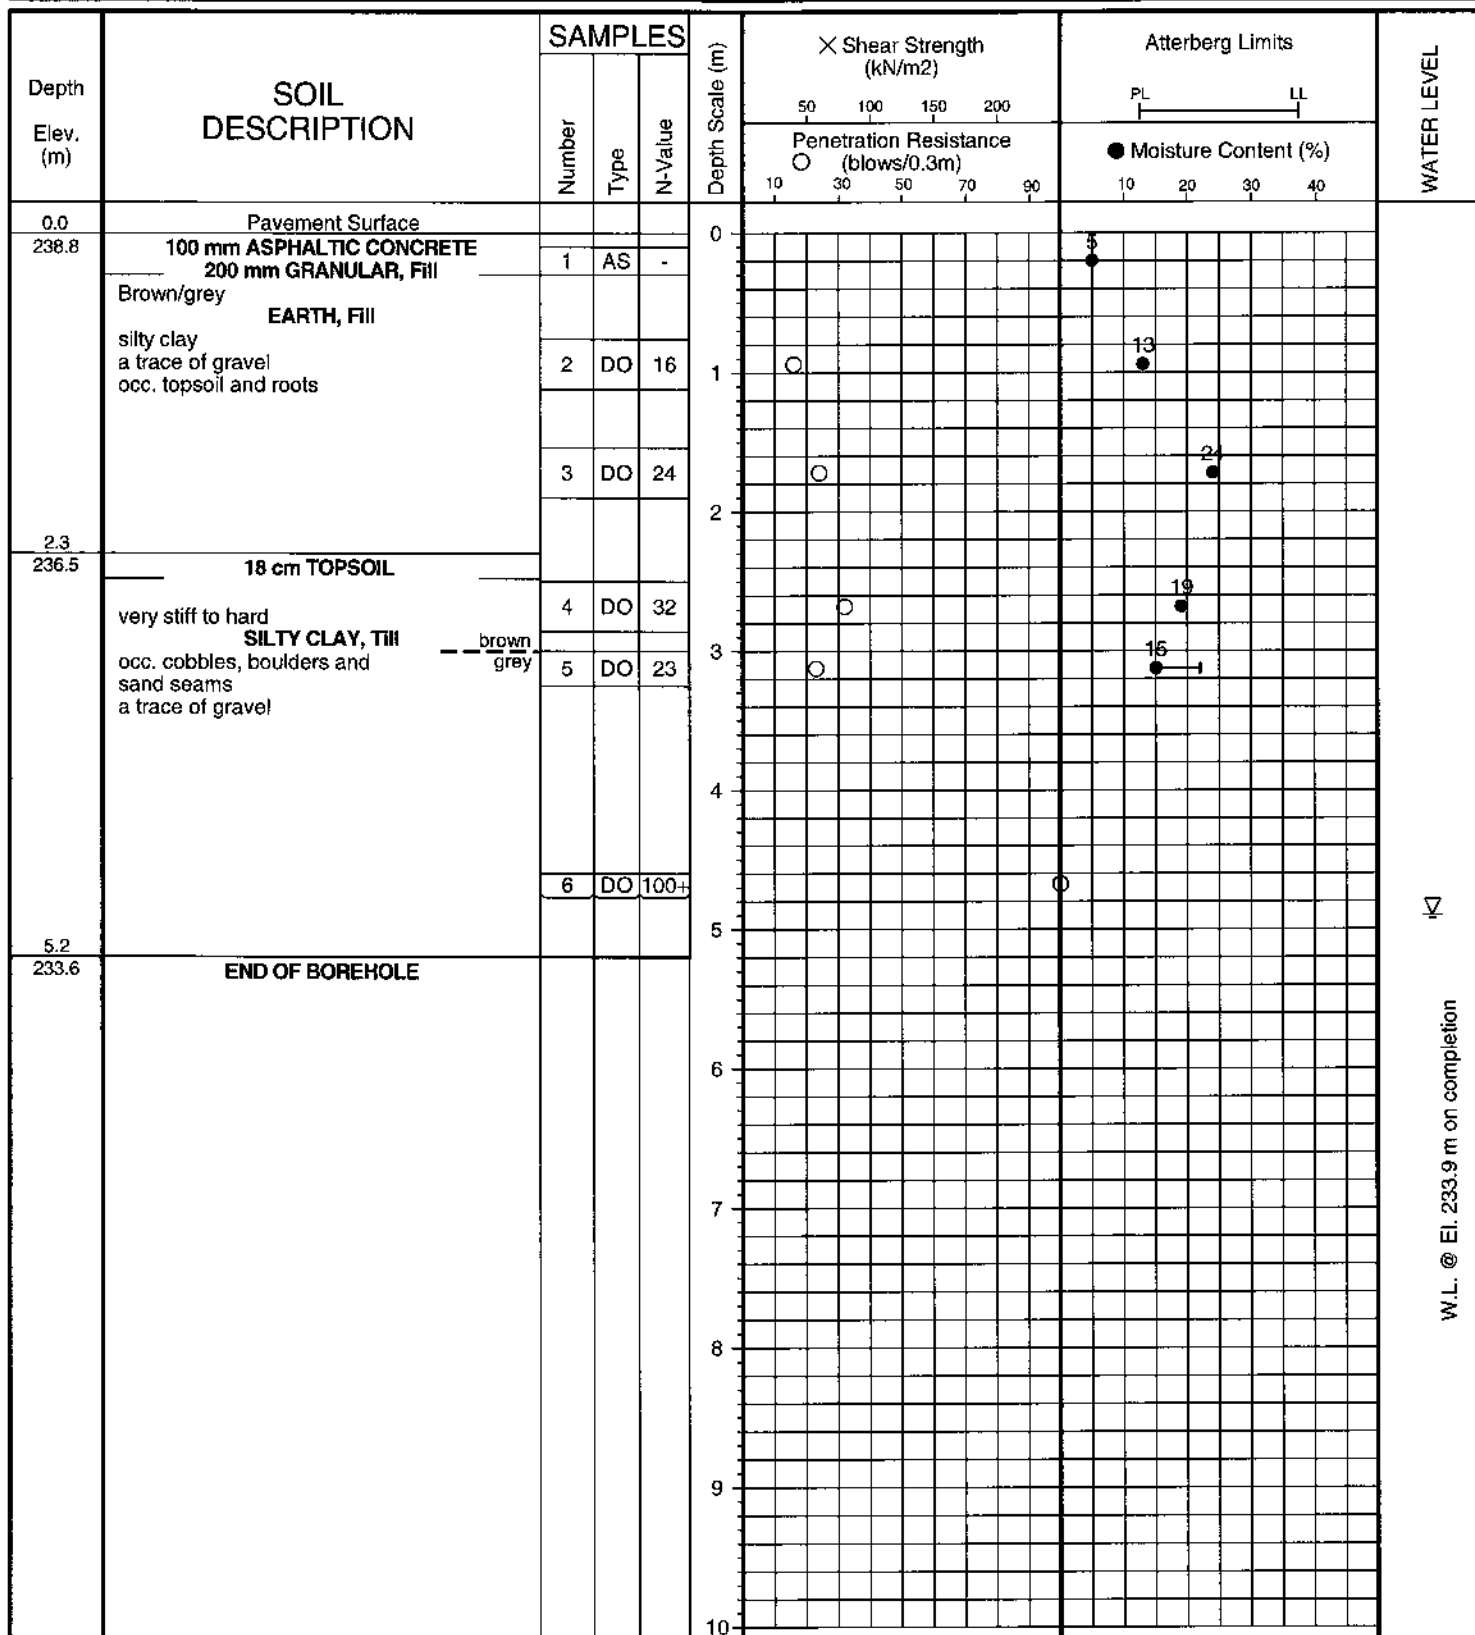 SAMPLES
Depth
Elev.
(m)
SOIL
DESCRIPTION
Number
Type
N-Value
Depth Scale (m)
× Shear Strength
(kN/m2)
50 100 150 200
Penetration Resistance
(blows/0.3m)
10 30 50 70 90
Atterberg Limits
PL LL
Moisture Content (%)
10 20 30 40
WATER LEVEL
0.0 Pavement Surface
238.8 100 mm ASPHALTIC CONCRETE
200 mm GRANULAR, Fill
1 AS -
0
5
Brown/grey
EARTH, Fill
silty clay
a trace of gravel
occ. topsoil and roots
2 DO 16
13
1
3 DO 24
24
2
2.3
236.5 18 cm TOPSOIL
very stiff to hard
4 DO 32
19
SILTY CLAY, Till
brown
grey
occ. cobbles, boulders and
sand seams
a trace of gravel
5 DO 23
3
15
4
6 DO 100+
5
5.2
233.6 END OF BOREHOLE
6
7
8
9
10
W.L. @ El. 233.9 m on completion